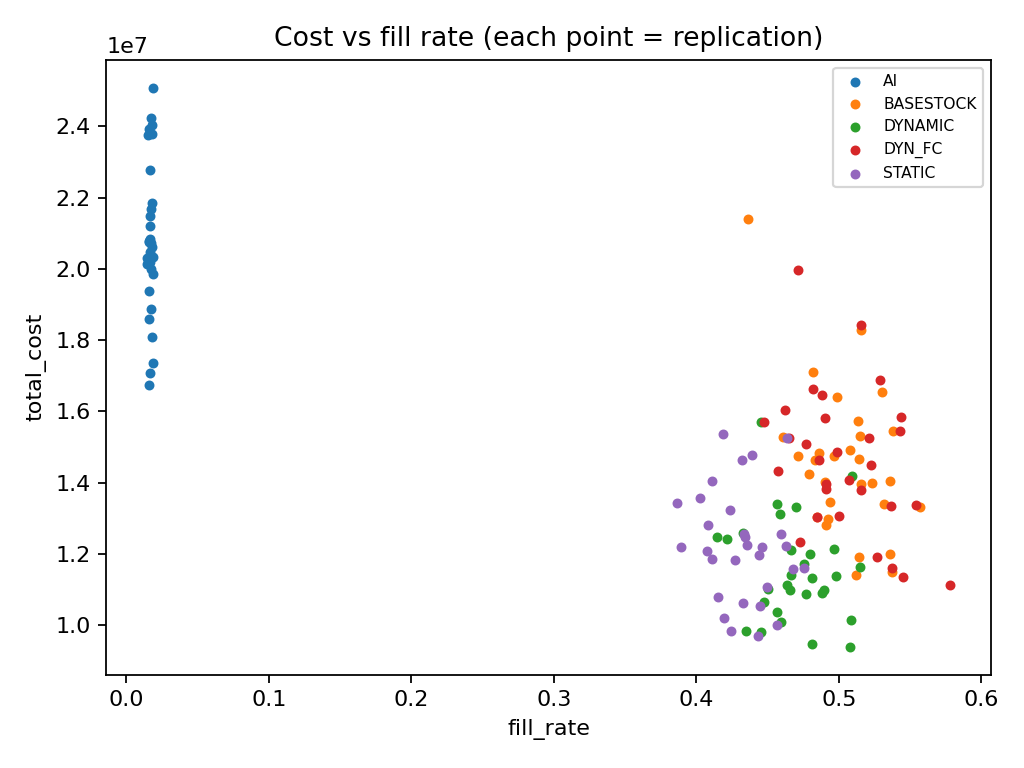 Cost vs fill rate (each point = replication)
1e7
AI
BASESTOCK
DYNAMIC
DYN_FC
STATIC
2.4
2.2
2.0
1.8
1.6
1.4
1.2
1.0
total_cost
0.0 0.1 0.2 0.3 0.4 0.5 0.6
fill_rate